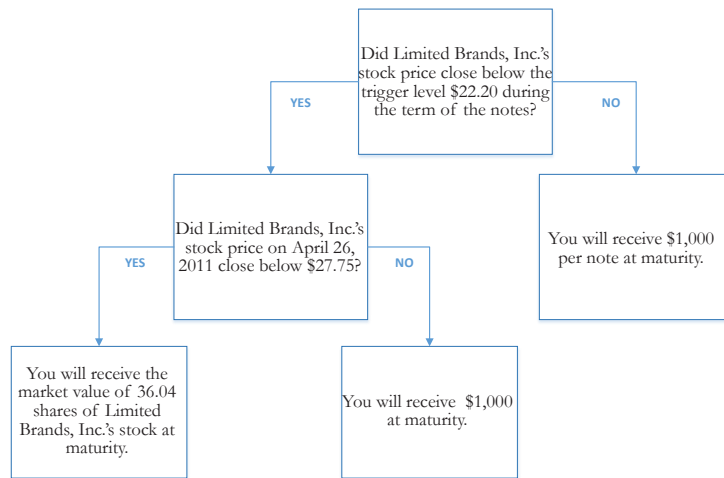 Did Limited Brands, Inc.'s
stock price close below the
trigger level $22.20 during
the term of the notes?
YES
NO
Did Limited Brands, Inc.'s
stock price on April 26,
2011 close below $27.75?
You will receive $1,000
per note at maturity.
YES
NO
You will receive the
market value of 36.04
shares of Limited
Brands, Inc.'s stock at
maturity.
You will receive $1,000
at maturity.